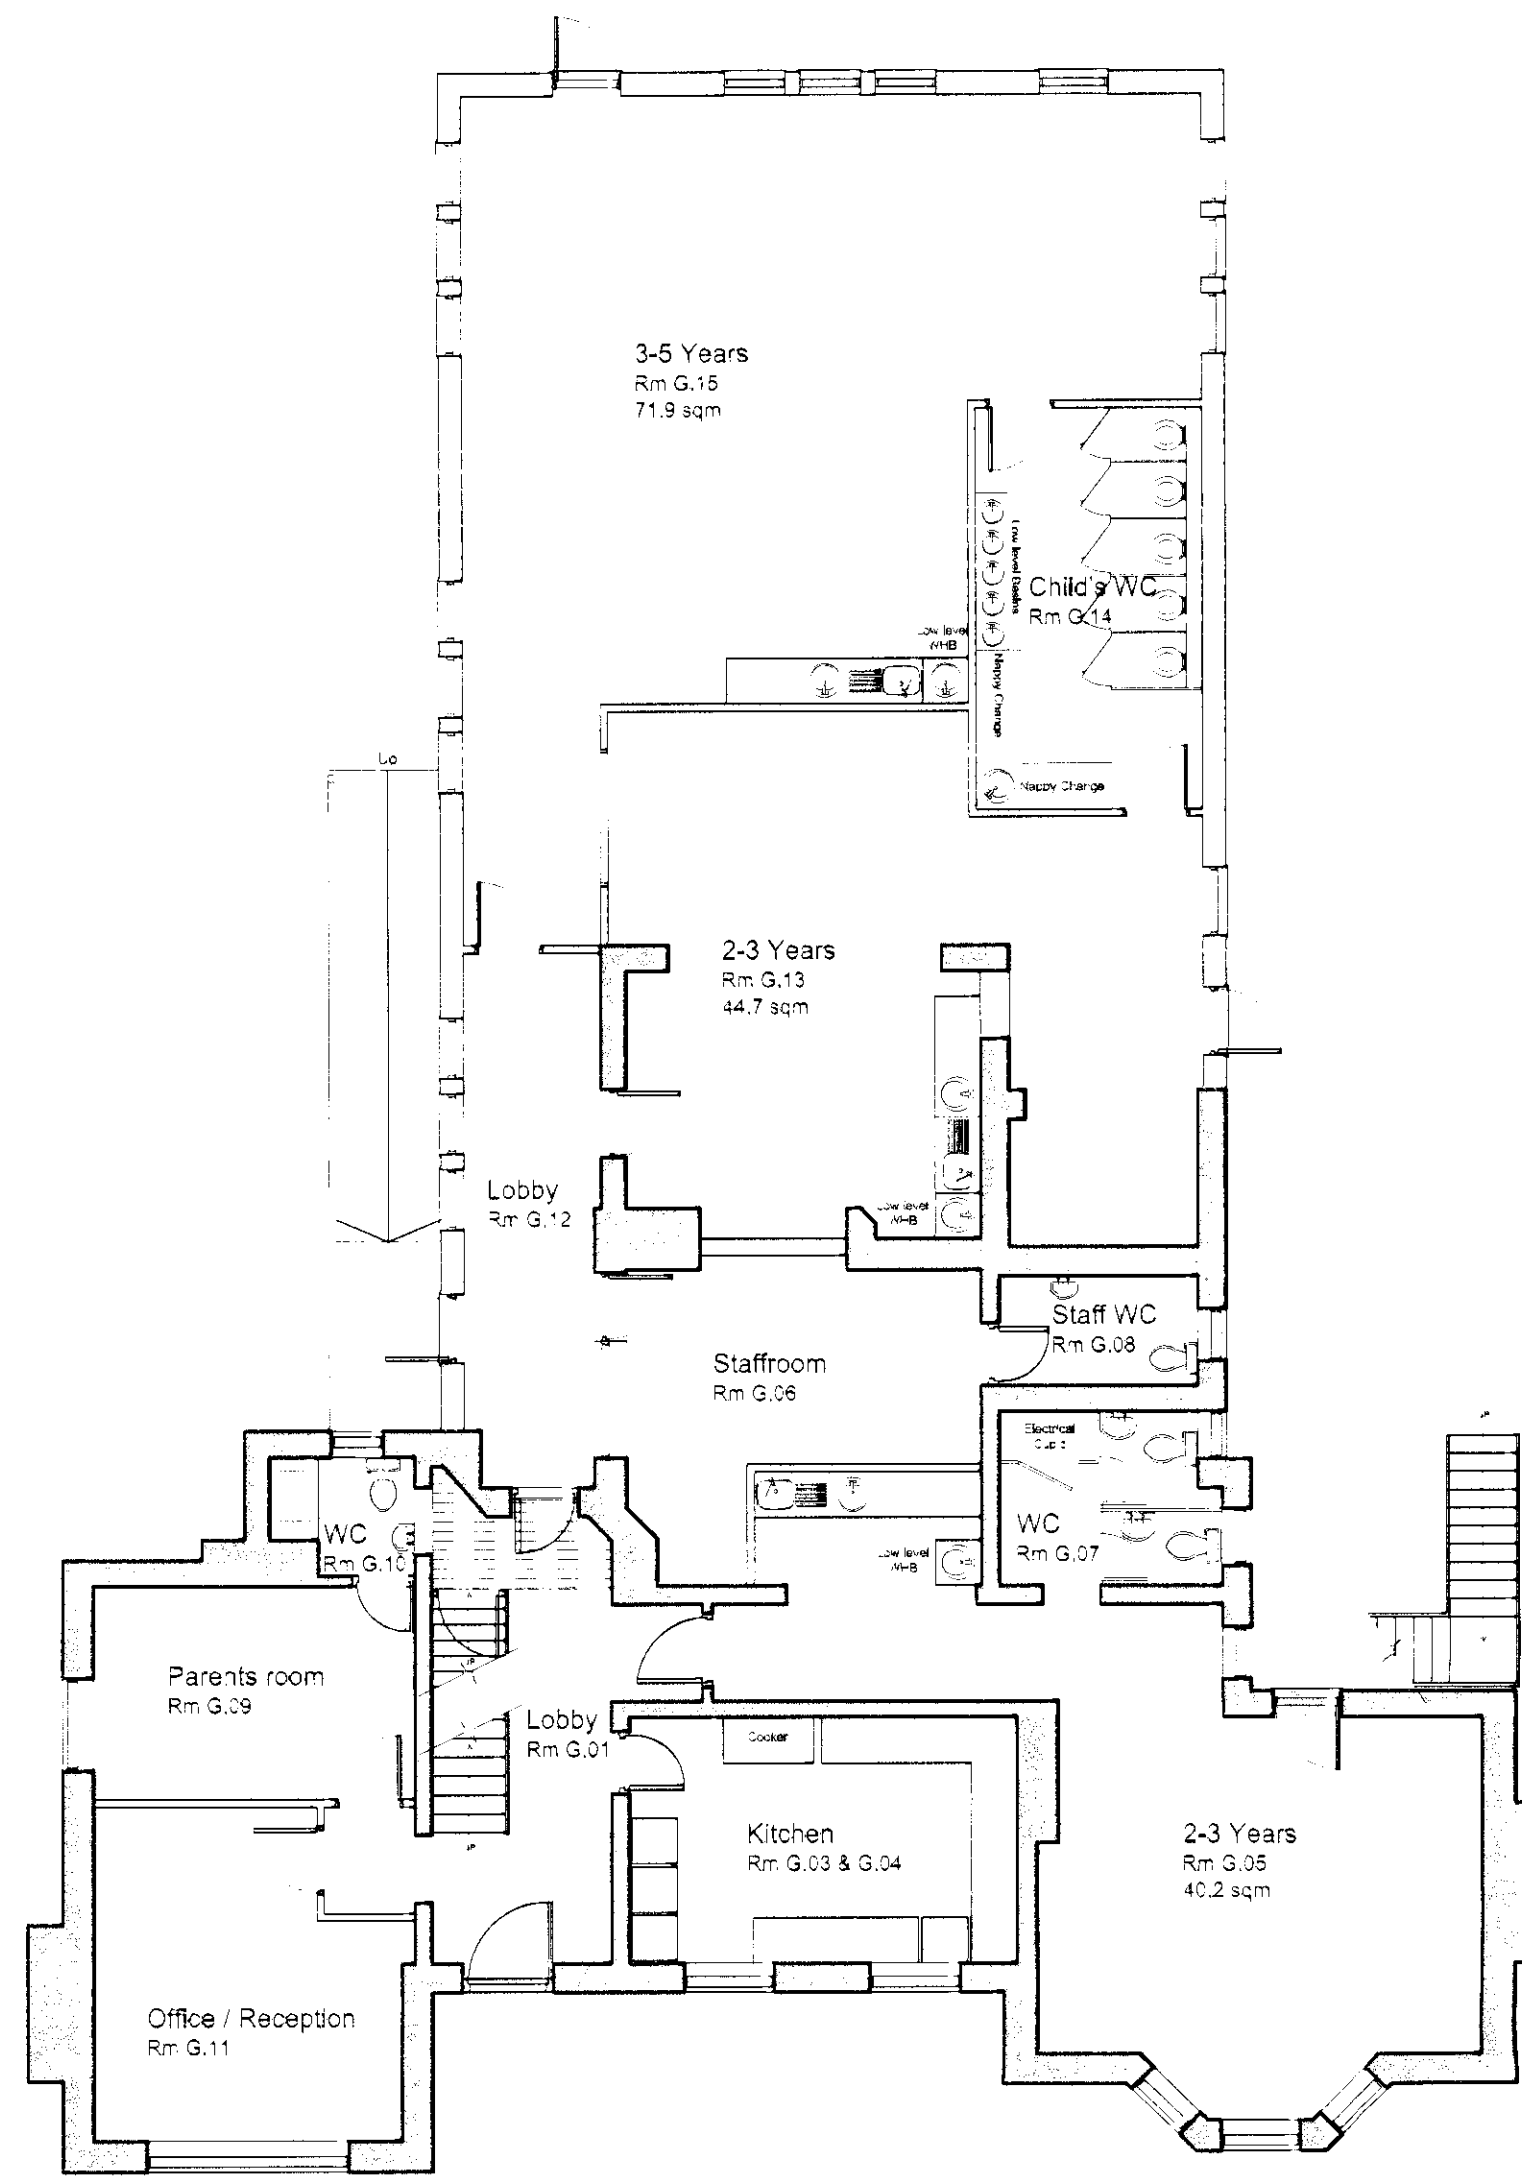 3-5 Years
Rm G.15
71.9 sqm
Low level Basins
Child's WC
Rm G.14
Low level
WHB
Nappy Change
Nappy Change
2-3 Years
Rm G.13
44.7 sqm
Lobby
Rm G.12
Low level
WHB
Staff WC
Rm G.08
Staffroom
Rm G.06
Electrical
WC
Rm G.10
WC
Rm G.07
Low level
WHB
Parents room
Rm G.09
Lobby
Rm G.01
Cooker
Kitchen
Rm G.03 & G.04
2-3 Years
Rm G.05
40.2 sqm
Office / Reception
Rm G.11